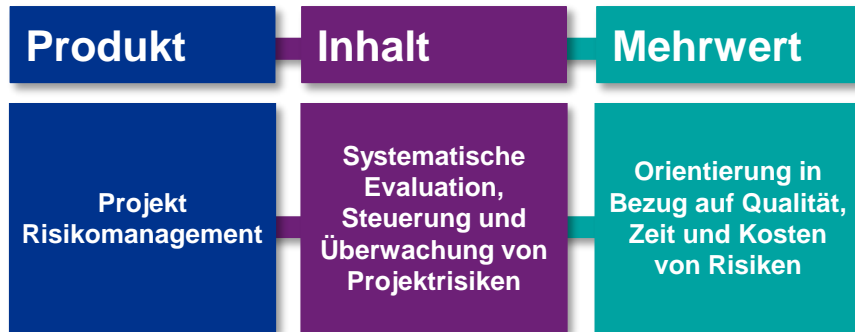 Produkt
Inhalt
Mehrwert
Projekt
Risikomanagement
Systematische
Evaluation,
Steuerung und
Überwachung von
Projektrisiken
Orientierung in
Bezug auf Qualität,
Zeit und Kosten
von Risiken